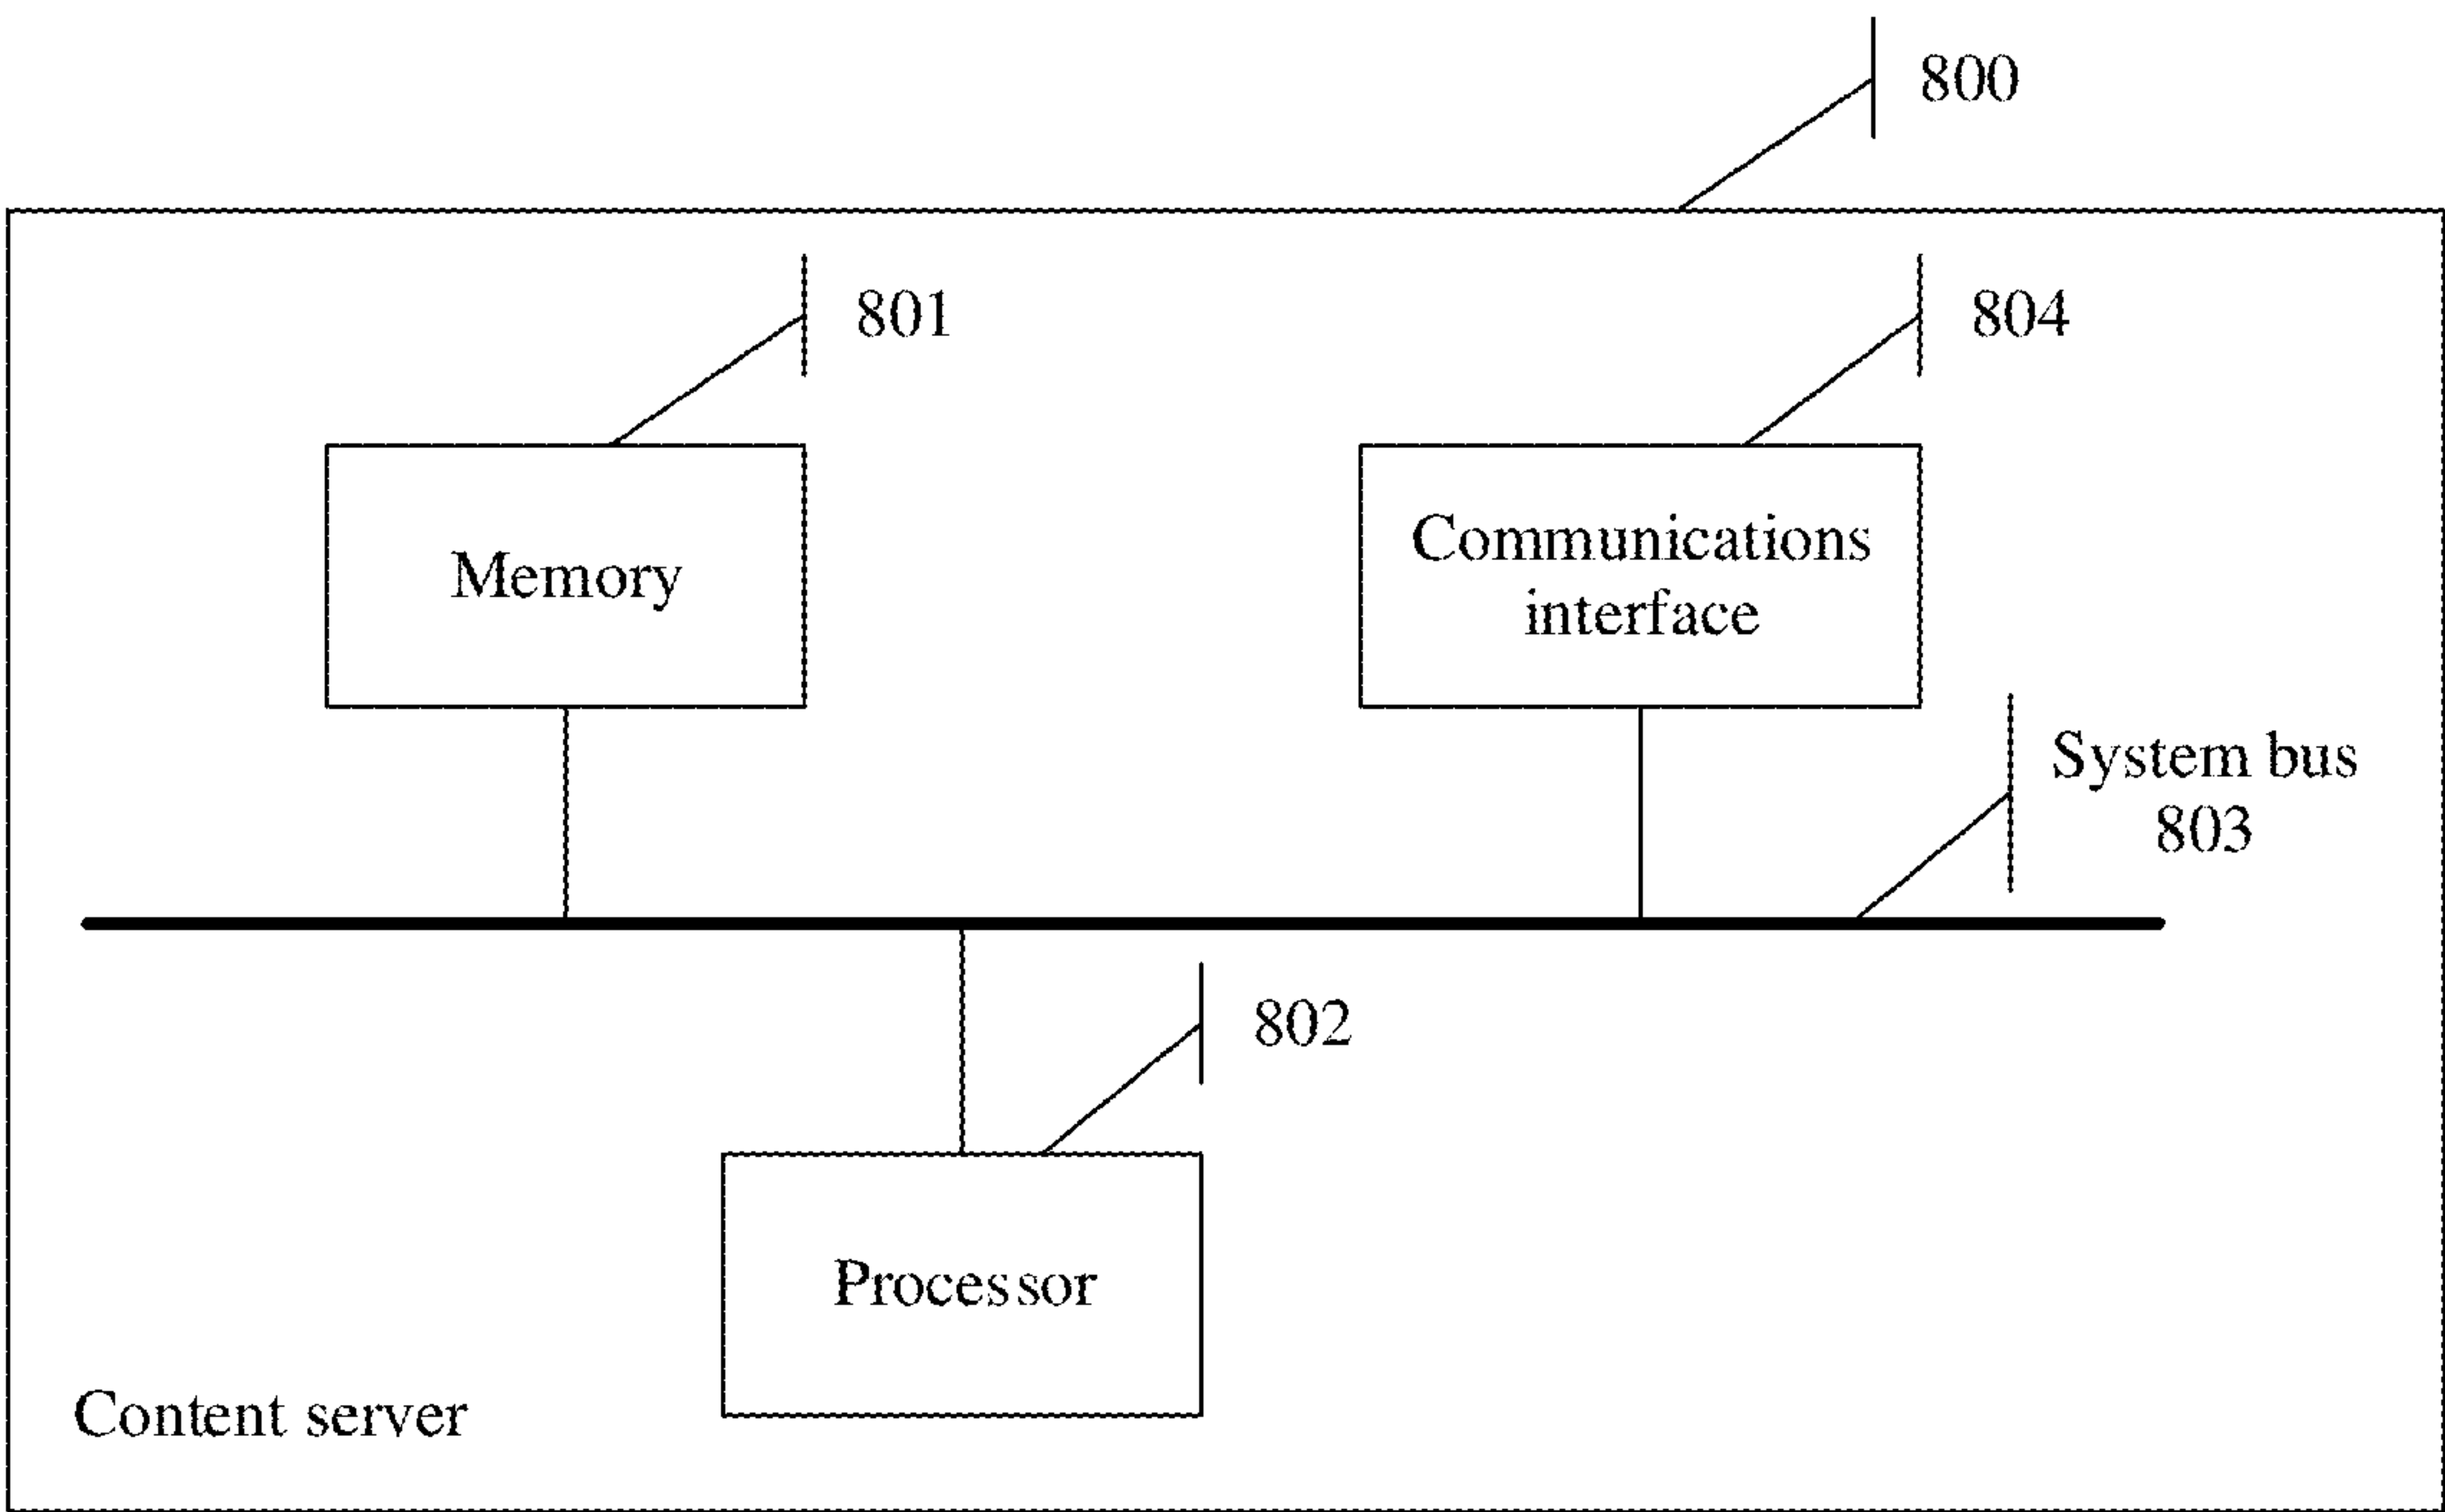 800
801
804
Memory
Communications
interface
System bus
803
802
Processor
Content server